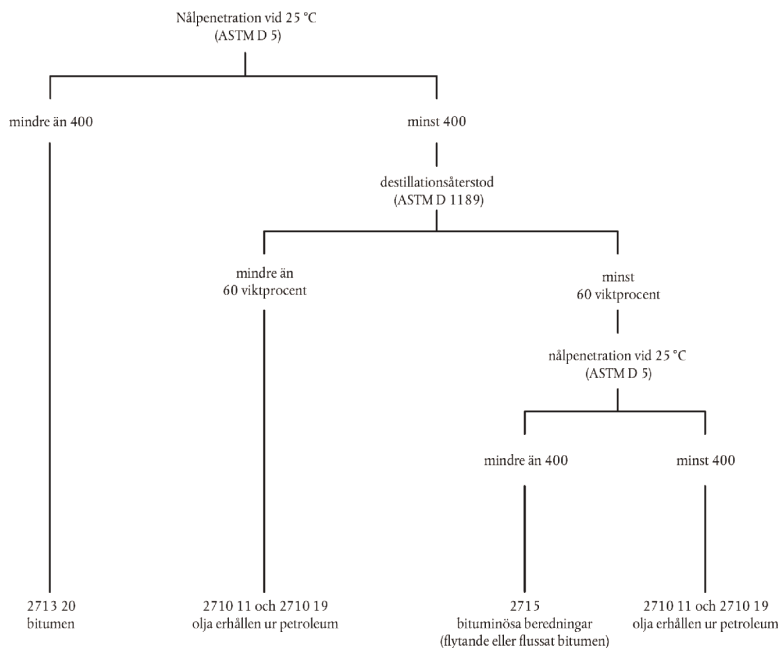 Nålpenetration vid 25 °C
(ASTM D 5)
mindre än 400
minst 400
destillationsåterstod
(ASTM D 1189)
mindre än
60 viktprocent
minst
60 viktprocent
nålpenetration vid 25 °C
(ASTM D 5)
mindre än 400
minst 400
2713 20
bitumen
2710 11 och 2710 19
olja erhållen ur petroleum
2715
bituminösa beredningar
(flytande eller flussat bitumen)
2710 11 och 2710 19
olja erhållen ur petroleum